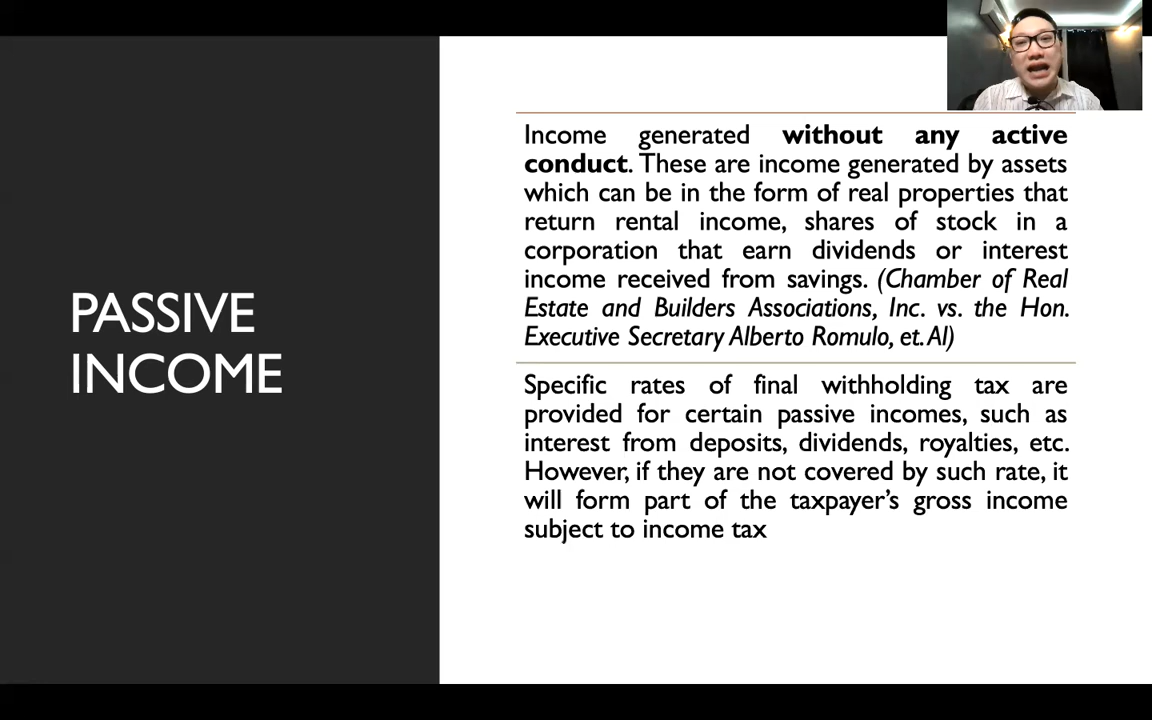 PASSIVE
INCOME
Income generated without any active
conduct. These are income generated by assets
which can be in the form of real properties that
return rental income, shares of stock in a
corporation that earn dividends or interest
income received from savings. (Chamber of Real
Estate and Builders Associations, Inc. vs. the Hon.
Executive Secretary Alberto Romulo, et. Al)
Specific rates of final withholding tax are
provided for certain passive incomes, such as
interest from deposits, dividends, royalties, etc.
However, if they are not covered by such rate, it
will form part of the taxpayer’s gross income
subject to income tax